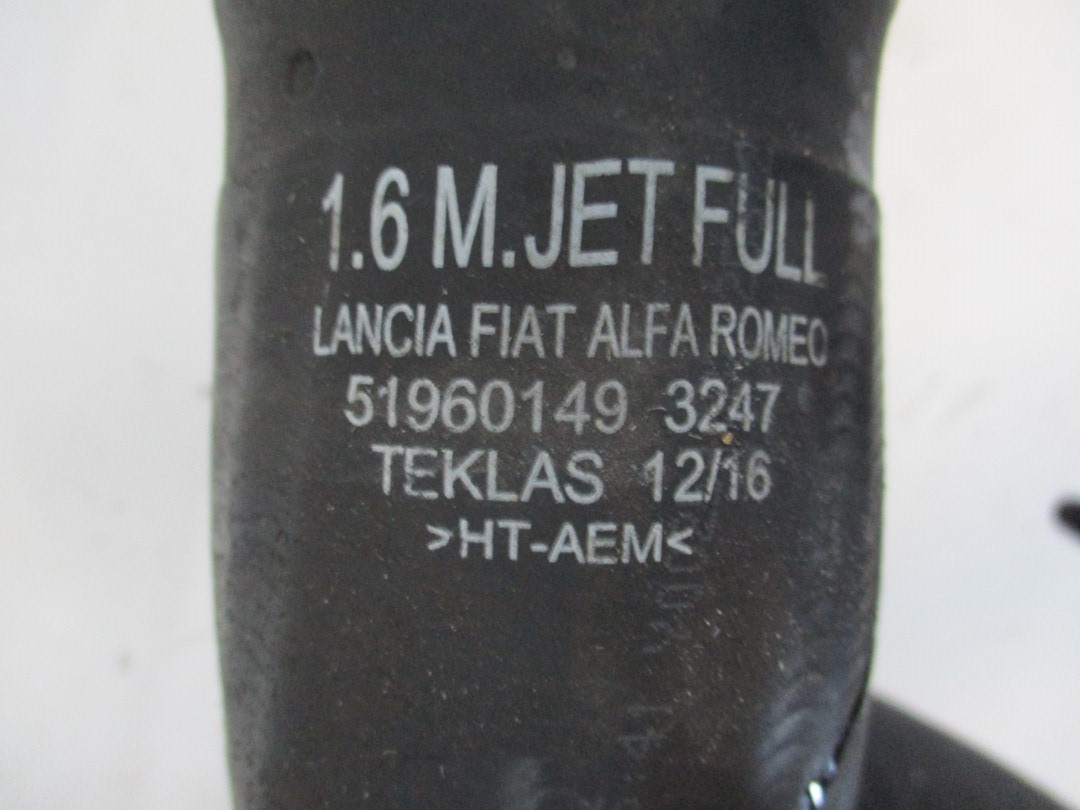 1.6 M.JET FULL
LANCIA FIAT ALFA ROMEO
51960149 3247
TEKLAS 12/16
>HT-AEM<